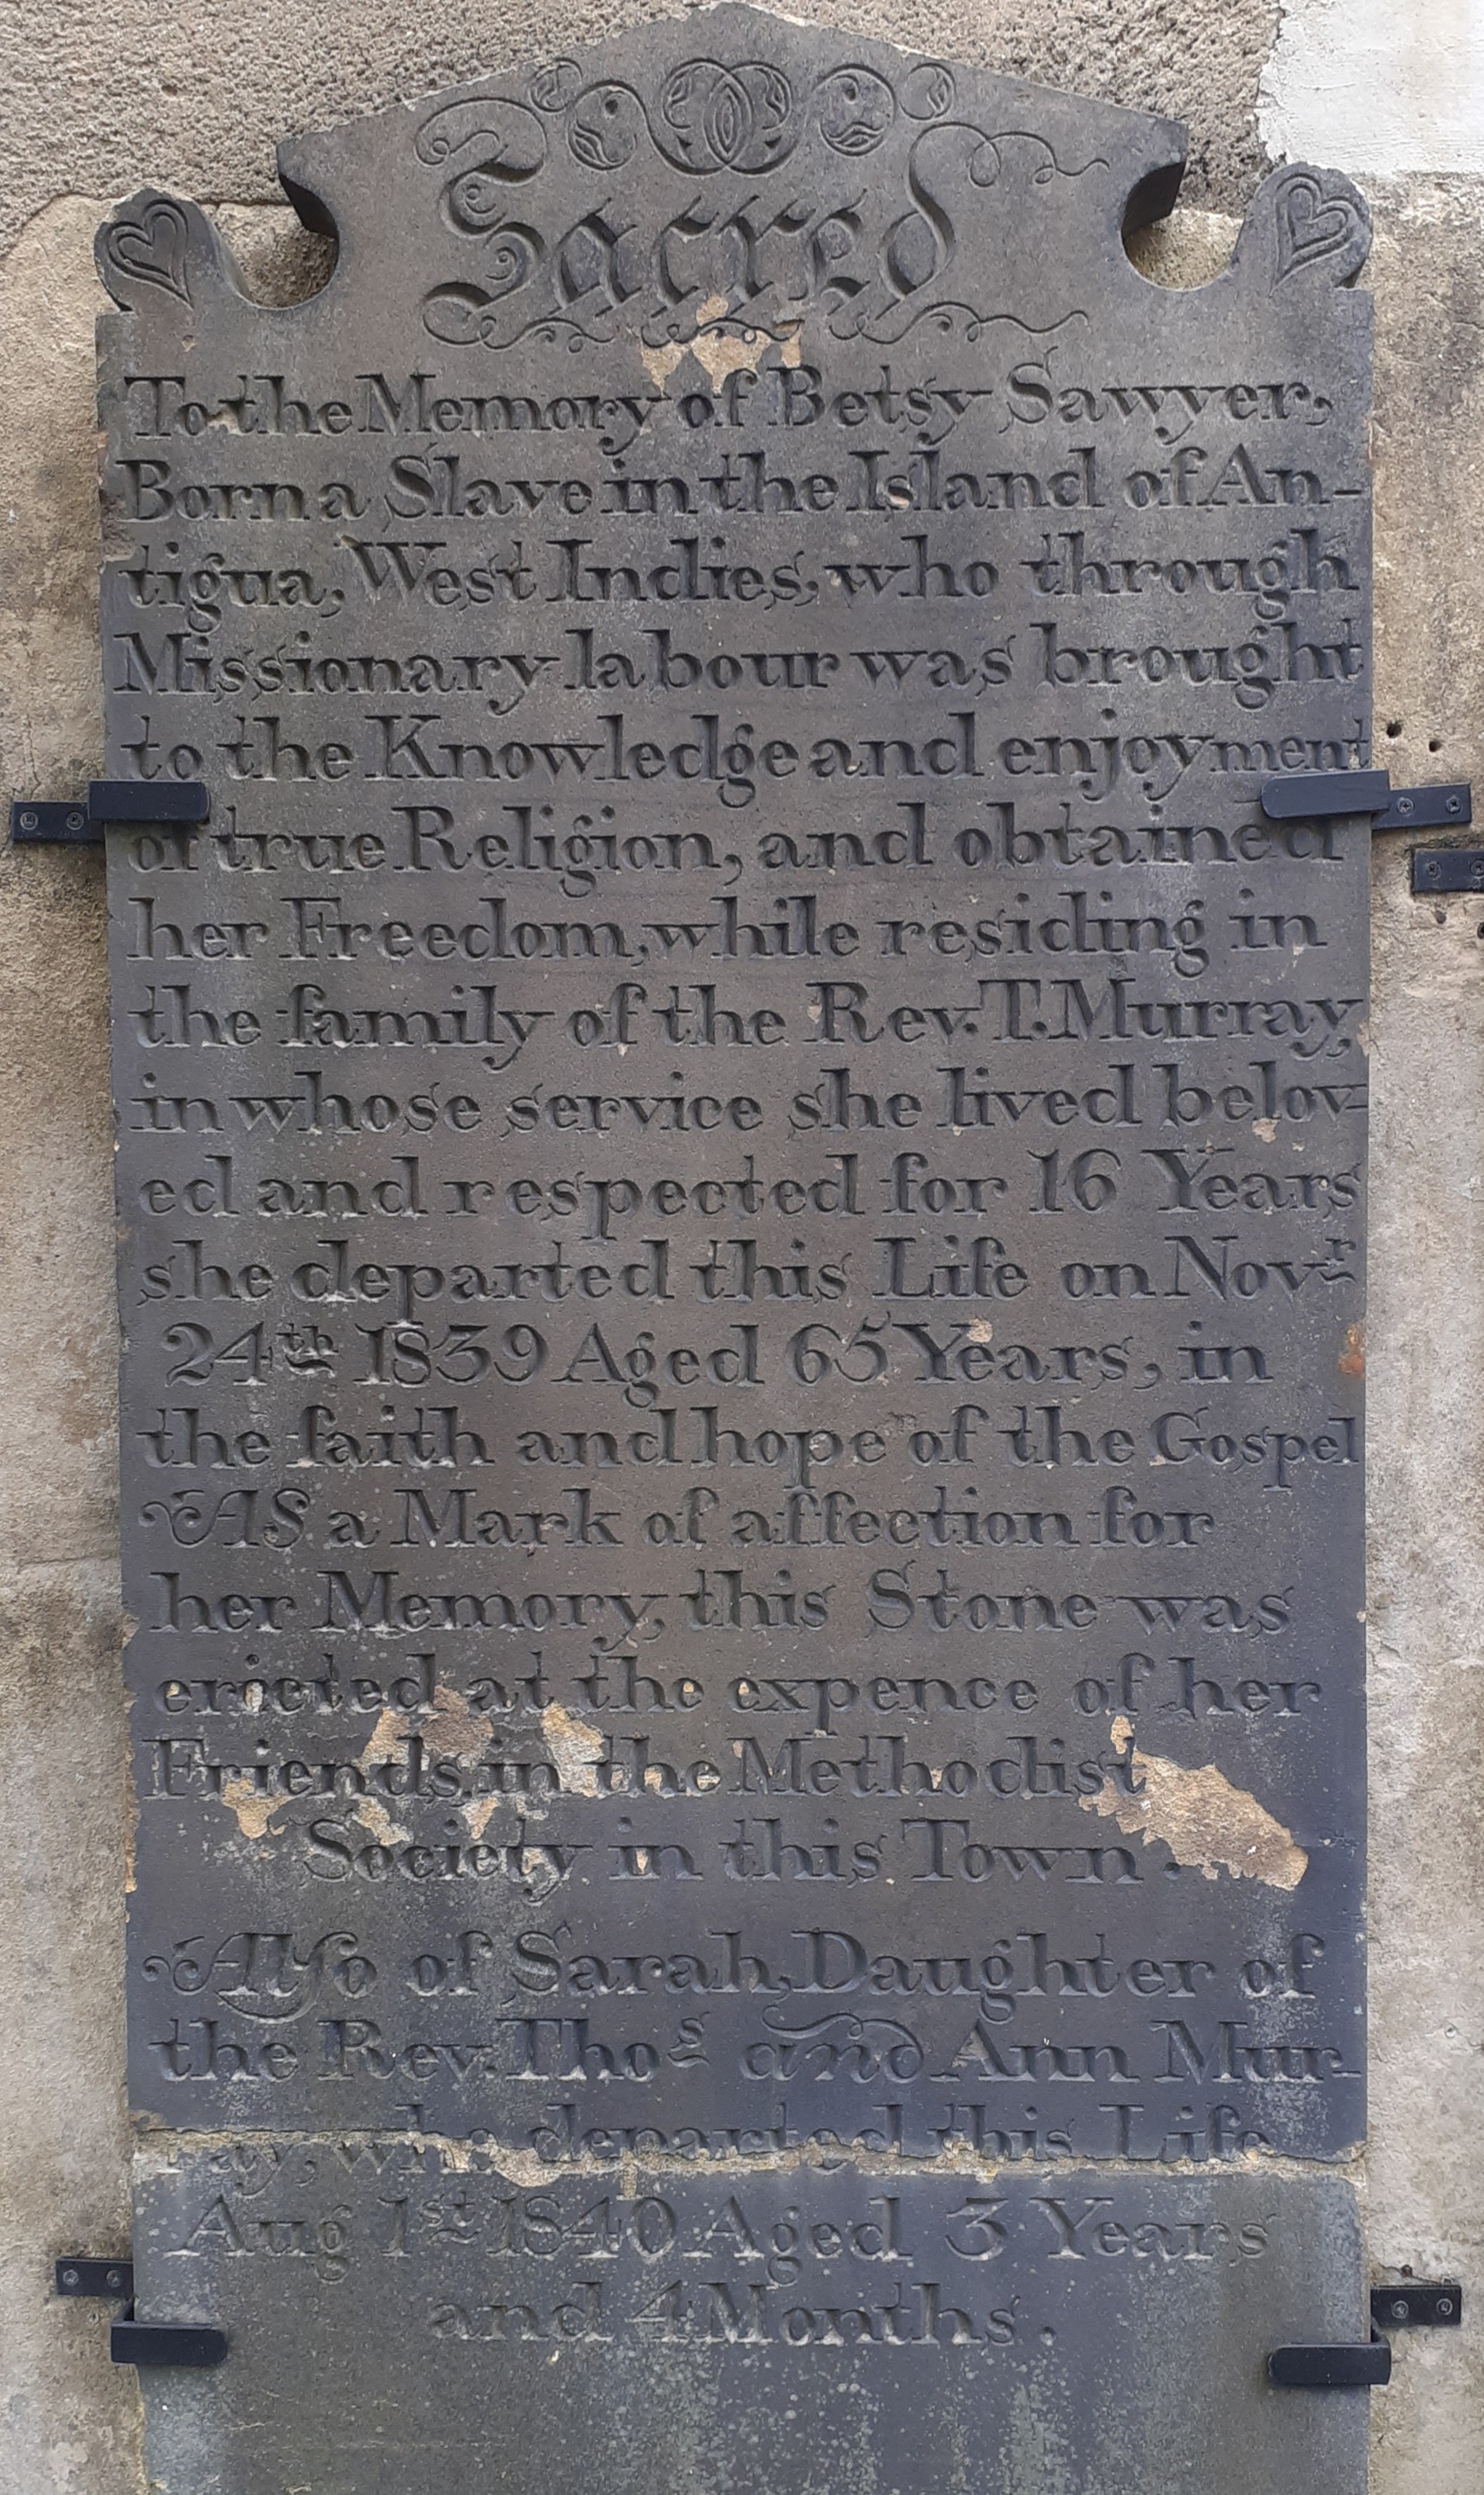 Sacred
To the Memory of Betsy Sawyer,
Born a Slave in the Island of An-
tigua, West Indies, who through
Missionary labour was brought
to the Knowledge and enjoyment
of true Religion, and obtained
her Freedom, while residing in
the family of the Rev. T. Murray,
in whose service she lived belov-
ed and respected for 16 Years
she departed this Life on Novr
24th 1839 Aged 65 Years, in
the faith and hope of the Gospel
AS a Mark of affection for
her Memory, this Stone was
erected at the expence of her
Friends in the Methodist
Society in this Town.
Also of Sarah, Daughter of
the Rev. Thos and Ann Mur-
ray, who departed this Life
Aug 1st 1840 Aged 3 Years
and 4 Months.